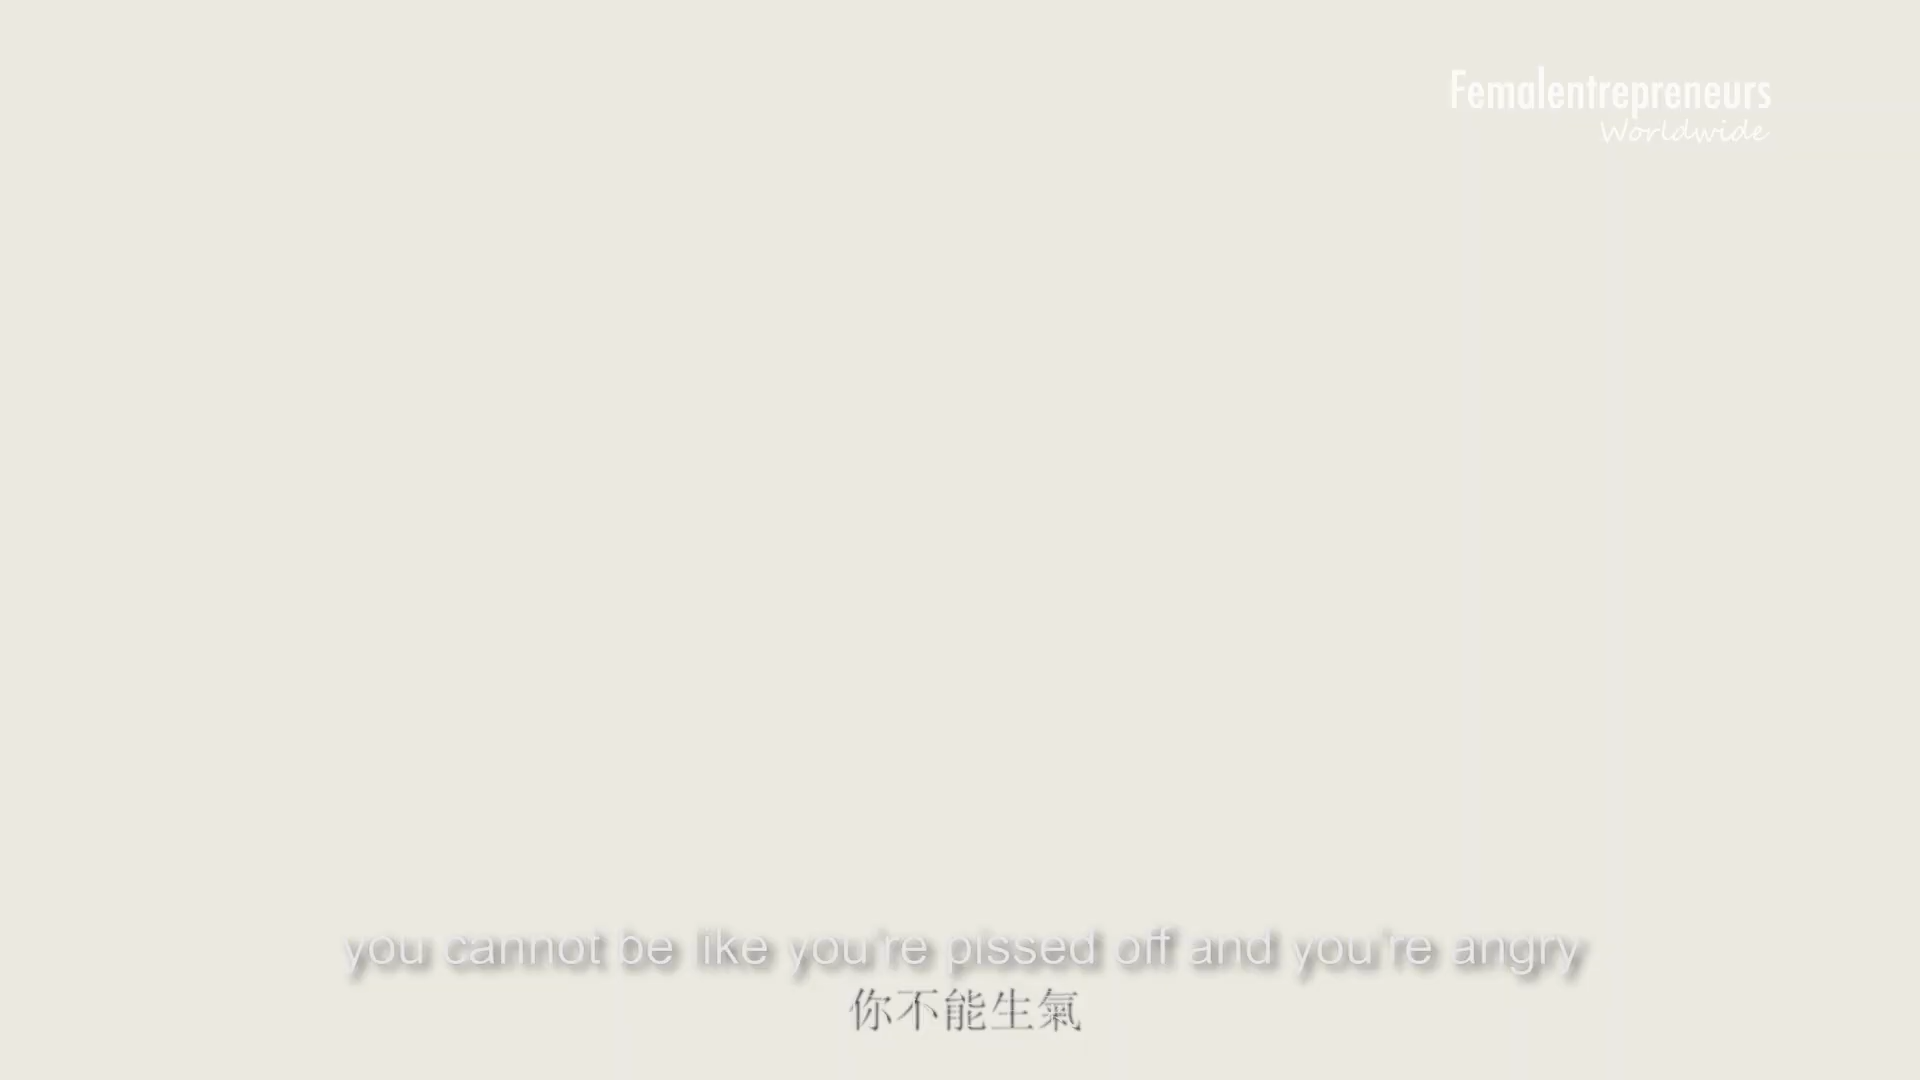 Femalentrepreneurs
Worldwide
you cannot be like you're pissed off and you're angry
你不能生氣